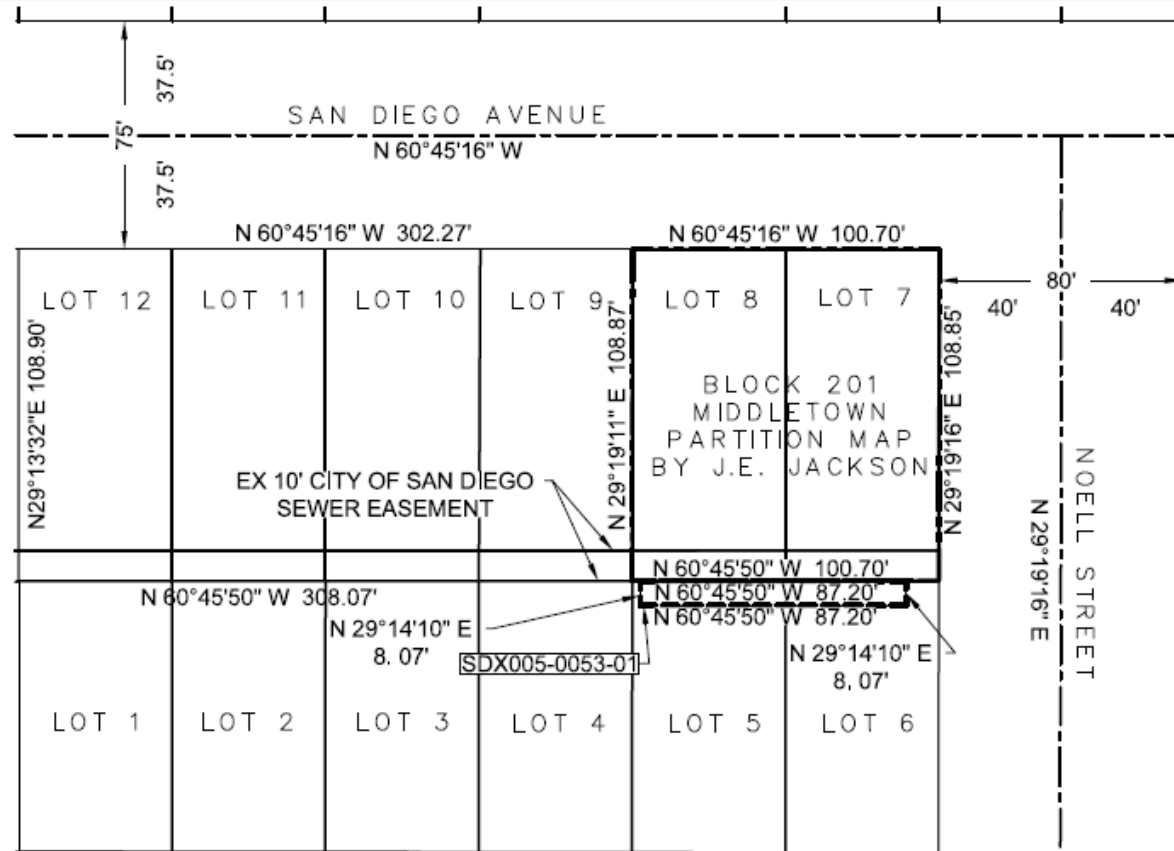 37.5'
75'
37.5'
SAN DIEGO AVENUE
N 60°45'16" W
N 60°45'16" W 302.27'
N 60°45'16" W 100.70'
LOT 12
LOT 11
LOT 10
LOT 9
LOT 8
LOT 7
80'
40'
40'
N29°13'32"E 108.90'
N 29°19'11" E 108.87'
N 29°19'16" E 108.85'
BLOCK 201
MIDDLETOWN
PARTITION MAP
BY J.E. JACKSON
EX 10' CITY OF SAN DIEGO
SEWER EASEMENT
NOELL STREET
N 29°19'16" E
N 60°45'50" W 100.70'
N 60°45'50" W 308.07'
N 60°45'50" W 87.20'
N 60°45'50" W 87.20'
N 29°14'10" E
8. 07'
SDX005-0053-01
N 29°14'10" E
8, 07'
LOT 1
LOT 2
LOT 3
LOT 4
LOT 5
LOT 6